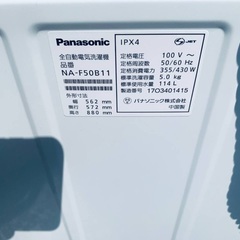 Panasonic
全自動電気洗濯機
品番
NA-F50B11
外形寸法
幅 562 mm
奥行 572 mm
高さ 880 mm
IPX4
JET
定格電圧 100 V ～
定格周波数 50/60 Hz
定格消費電力 355/430 W
標準洗濯容量 5.0 kg
標準使用水量 114 L
製造番号 1703401415
パナソニック株式会社
中国製